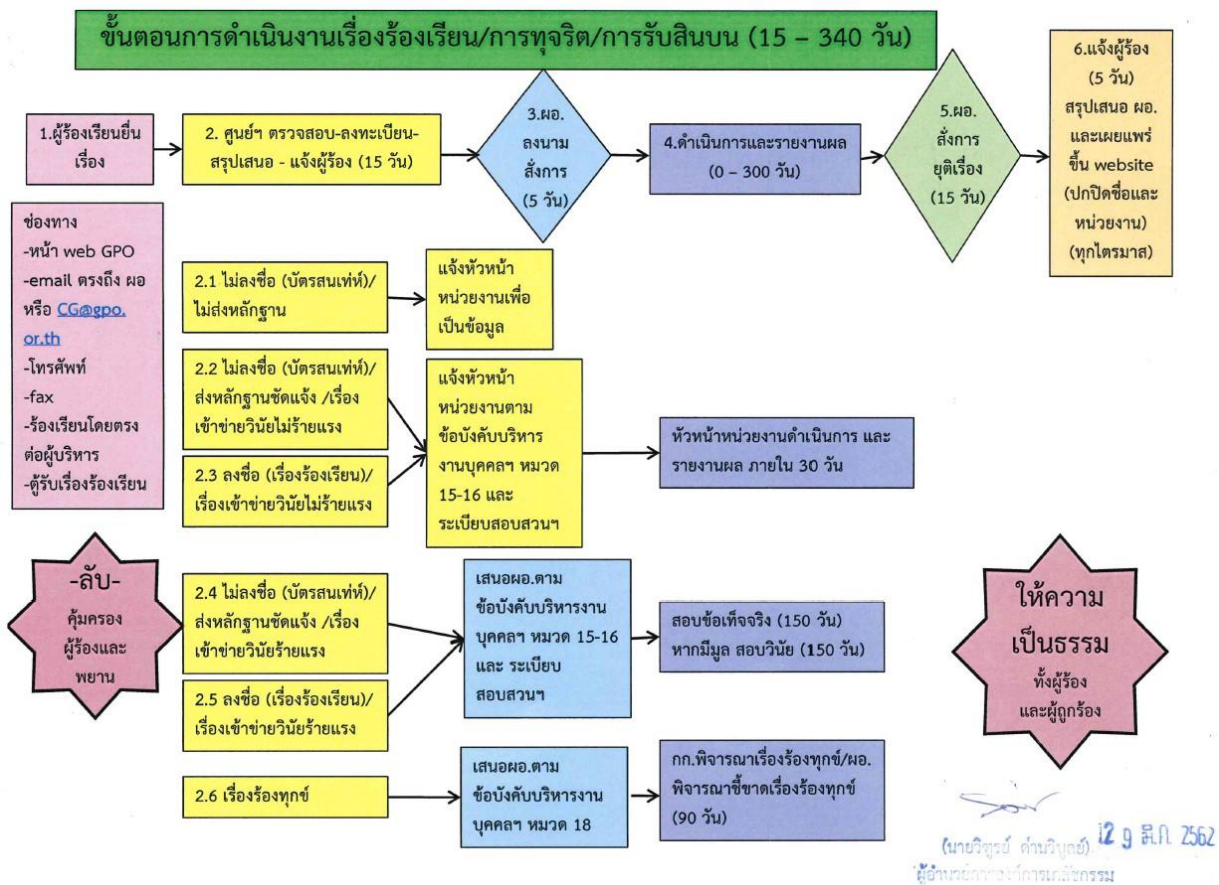 ขั้นตอนการดำเนินงานเรื่องร้องเรียน/การทุจริต/การรับสินบน (15 – 340 วัน)
1.ผู้ร้องเรียนยื่น
เรื่อง
2. ศูนย์ฯ ตรวจสอบ-ลงทะเบียน-
สรุปเสนอ - แจ้งผู้ร้อง (15 วัน)
3.ผอ.
ลงนาม
สั่งการ
(5 วัน)
4.ดำเนินการและรายงานผล
(0 – 300 วัน)
5.ผอ.
สั่งการ
ยุติเรื่อง
(15 วัน)
6.แจ้งผู้ร้อง
(5 วัน)
สรุปเสนอ ผอ.
และเผยแพร่
ขึ้น website
(ปกปิดชื่อและ
หน่วยงาน)
(ทุกไตรมาส)
ช่องทาง
-หน้า web GPO
-email ตรงถึง ผอ
หรือ CG@gpo.
or.th
-โทรศัพท์
-fax
-ร้องเรียนโดยตรง
ต่อผู้บริหาร
-ตู้รับเรื่องร้องเรียน
2.1 ไม่ลงชื่อ (บัตรสนเท่ห์)/
ไม่ส่งหลักฐาน
แจ้งหัวหน้า
หน่วยงานเพื่อ
เป็นข้อมูล
2.2 ไม่ลงชื่อ (บัตรสนเท่ห์)/
ส่งหลักฐานชัดแจ้ง /เรื่อง
เข้าข่ายวินัยไม่ร้ายแรง
2.3 ลงชื่อ (เรื่องร้องเรียน)/
เรื่องเข้าข่ายวินัยไม่ร้ายแรง
แจ้งหัวหน้า
หน่วยงานตาม
ข้อบังคับบริหาร
งานบุคคลฯ หมวด
15-16 และ
ระเบียบสอบสวนฯ
หัวหน้าหน่วยงานดำเนินการ และ
รายงานผล ภายใน 30 วัน
-ลับ-
คุ้มครอง
ผู้ร้องและ
พยาน
2.4 ไม่ลงชื่อ (บัตรสนเท่ห์)/
ส่งหลักฐานชัดแจ้ง /เรื่อง
เข้าข่ายวินัยร้ายแรง
2.5 ลงชื่อ (เรื่องร้องเรียน)/
เรื่องเข้าข่ายวินัยร้ายแรง
เสนอผอ.ตาม
ข้อบังคับบริหารงาน
บุคคลฯ หมวด 15-16
และ ระเบียบ
สอบสวนฯ
สอบข้อเท็จจริง (150 วัน)
หากมีมูล สอบวินัย (150 วัน)
ให้ความ
เป็นธรรม
ทั้งผู้ร้อง
และผู้ถูกร้อง
2.6 เรื่องร้องทุกข์
เสนอผอ.ตาม
ข้อบังคับบริหารงาน
บุคคลฯ หมวด 18
กก.พิจารณาเรื่องร้องทุกข์/ผอ.
พิจารณาชี้ขาดเรื่องร้องทุกข์
(90 วัน)
(นายวิฑูรย์ ด่านวิบูลย์)
ผู้อำนวยการองค์การเภสัชกรรม
2 9 มี.ค. 2562